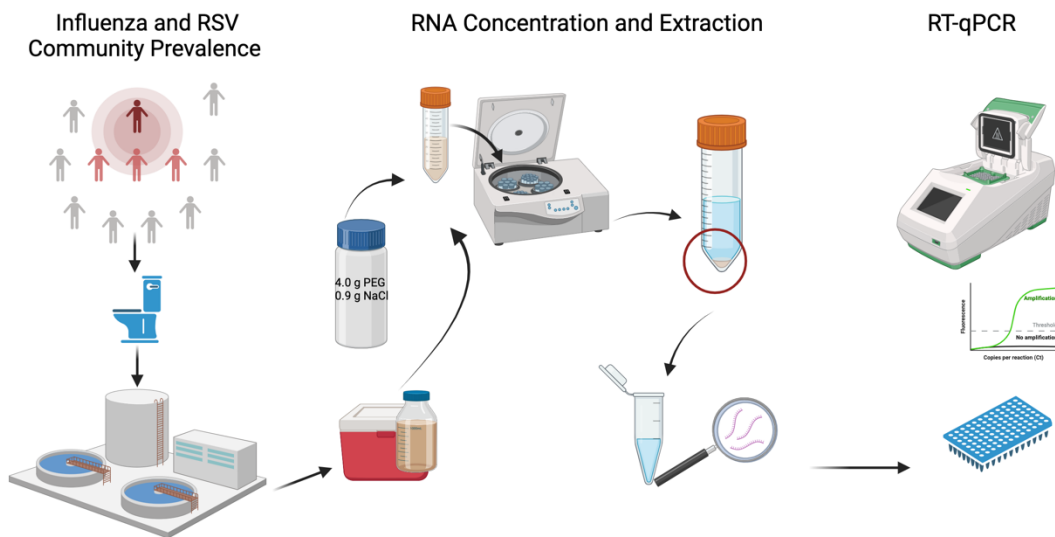 Influenza and RSV
Community Prevalence
RNA Concentration and Extraction
RT-qPCR
4.0 g PEG
0.9 g NaCl
Fluorescence
Amplification
Threshold
No amplification
Copies per reaction (Ct)